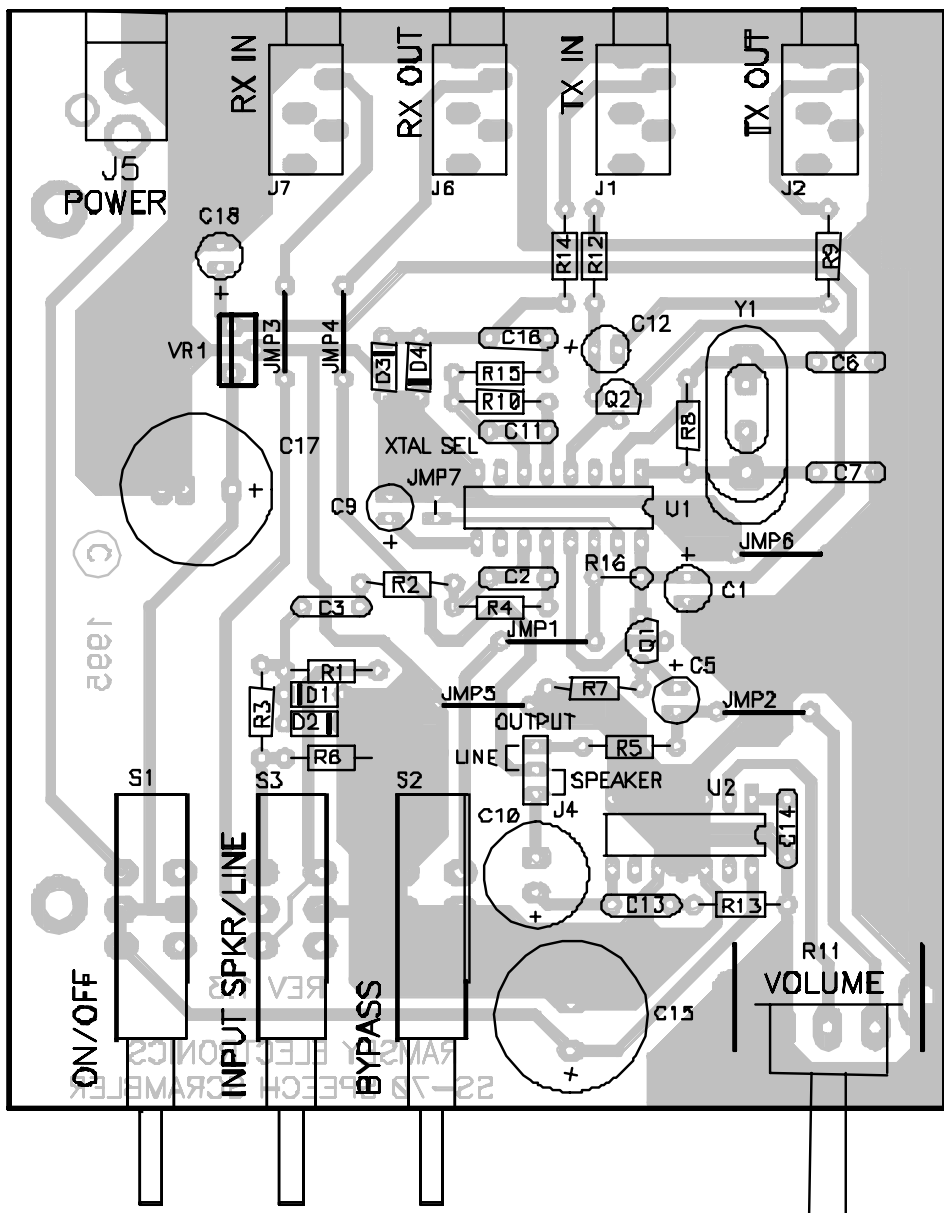 RX IN
RX OUT
TX IN
TX OUT
J5
POWER
J7
J6
J1
J2
C18
+
R14
R12
R9
VR1
JMP3
JMP4
D3
D4
C16
+
C12
Y1
C6
R15
R10
Q2
R8
C11
C17
+
XTAL SEL
JMP7
C7
C9
+
U1
JMP6
© 1995
R2
C2
R16
+
C1
C3
R4
JMP1
Q1
R1
D1
R3
D2
R6
R7
+
C5
JMP5
JMP2
OUTPUT
LINE
SPEAKER
R5
S1
S3
S2
J4
U2
C10
+
C14
C13
R13
ON/OFF
INPUT SPKR/LINE
BYPASS
REV 1.3
R11
VOLUME
C15
+
RAMSEY ELECTRONICS
SS-70 SPEECH SCRAMBLER